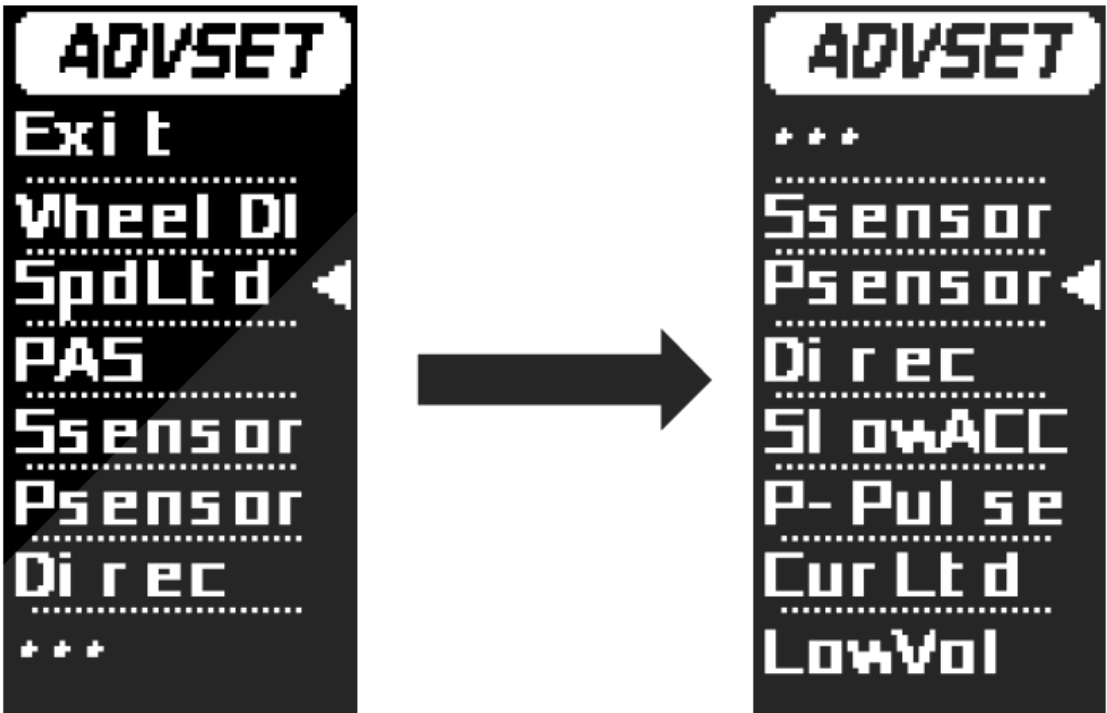 ADVSET
Exit
Wheel DI
SpdLtd
PAS
Ssensor
Psensor
Direc
...
ADVSET
...
Ssensor
Psensor
Direc
SlowACC
P-Pulse
CurLtd
LowVol